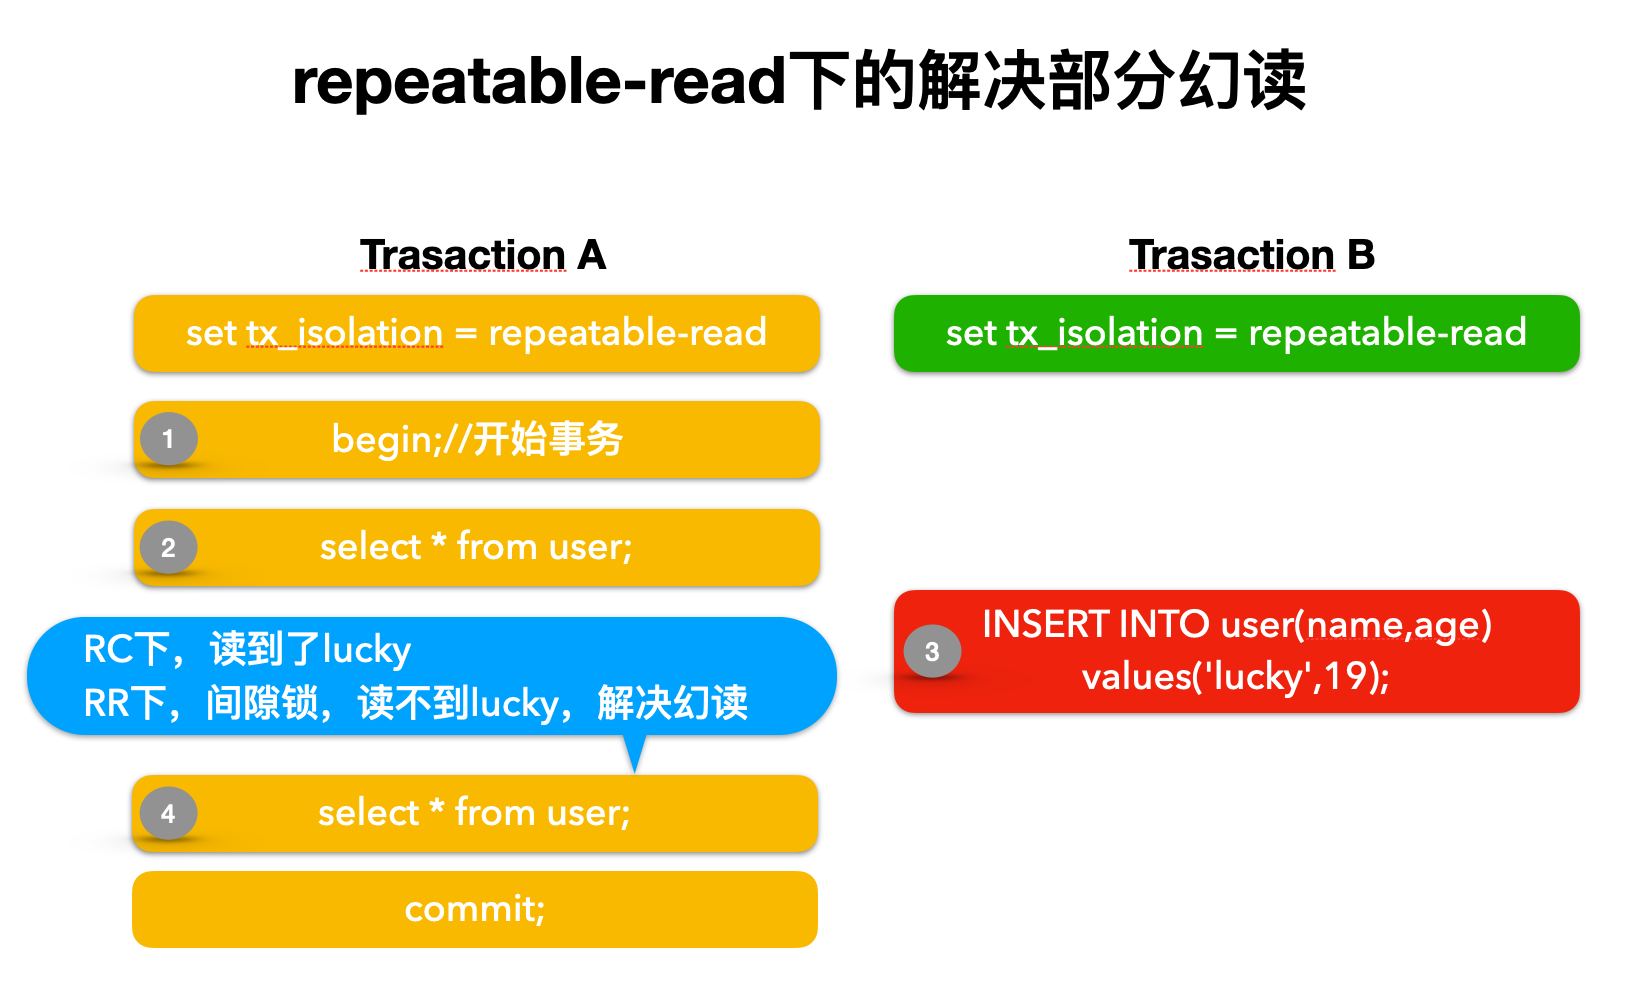 repeatable-read下的解决部分幻读
Trasaction A
Trasaction B
set tx_isolation = repeatable-read
set tx_isolation = repeatable-read
1
begin;//开始事务
2
select * from user;
RC下，读到了lucky
RR下，间隙锁，读不到lucky，解决幻读
3
INSERT INTO user(name,age)
values('lucky',19);
4
select * from user;
commit;